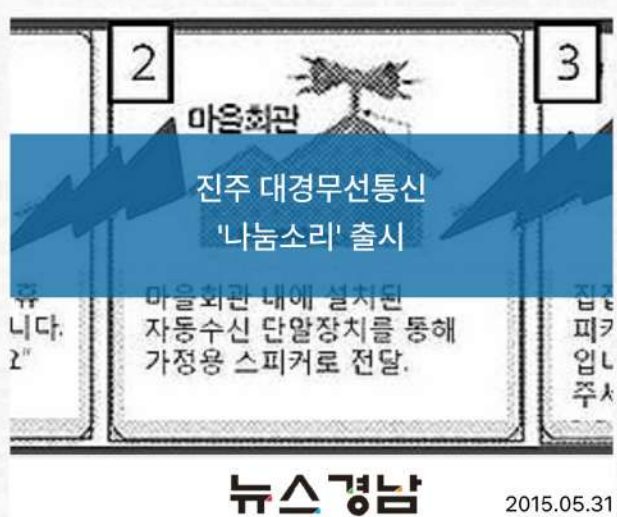 2
3
마을회관
진주 대경무선통신
'나눔소리' 출시
마을회관 내에 설치된
자동수신 단말장치를 통해
가정용 스피커로 전달.
휴
니다.
요"
뉴스경남
2015.05.31